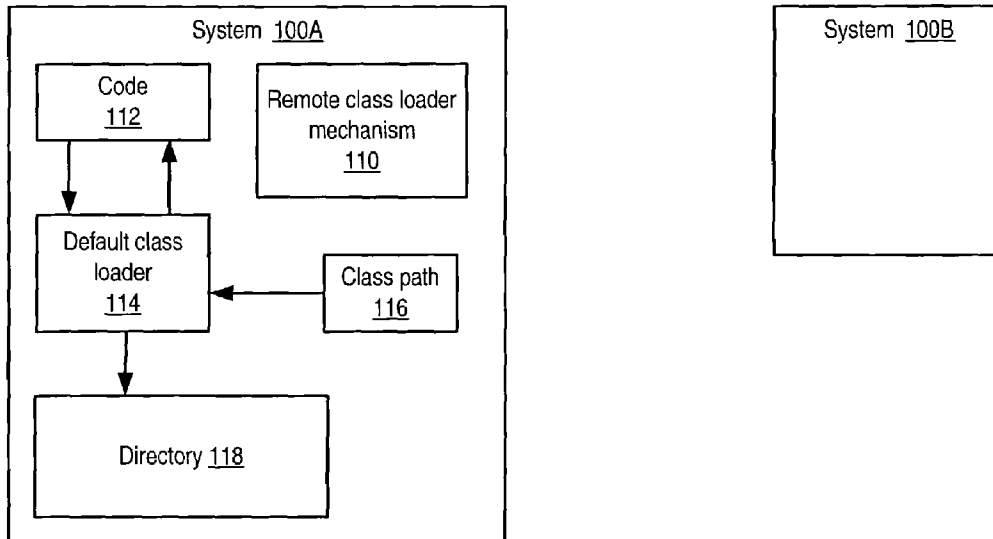 System 100A
Code
112
Remote class loader
mechanism
110
Default class
loader
114
Class path
116
Directory 118
System 100B